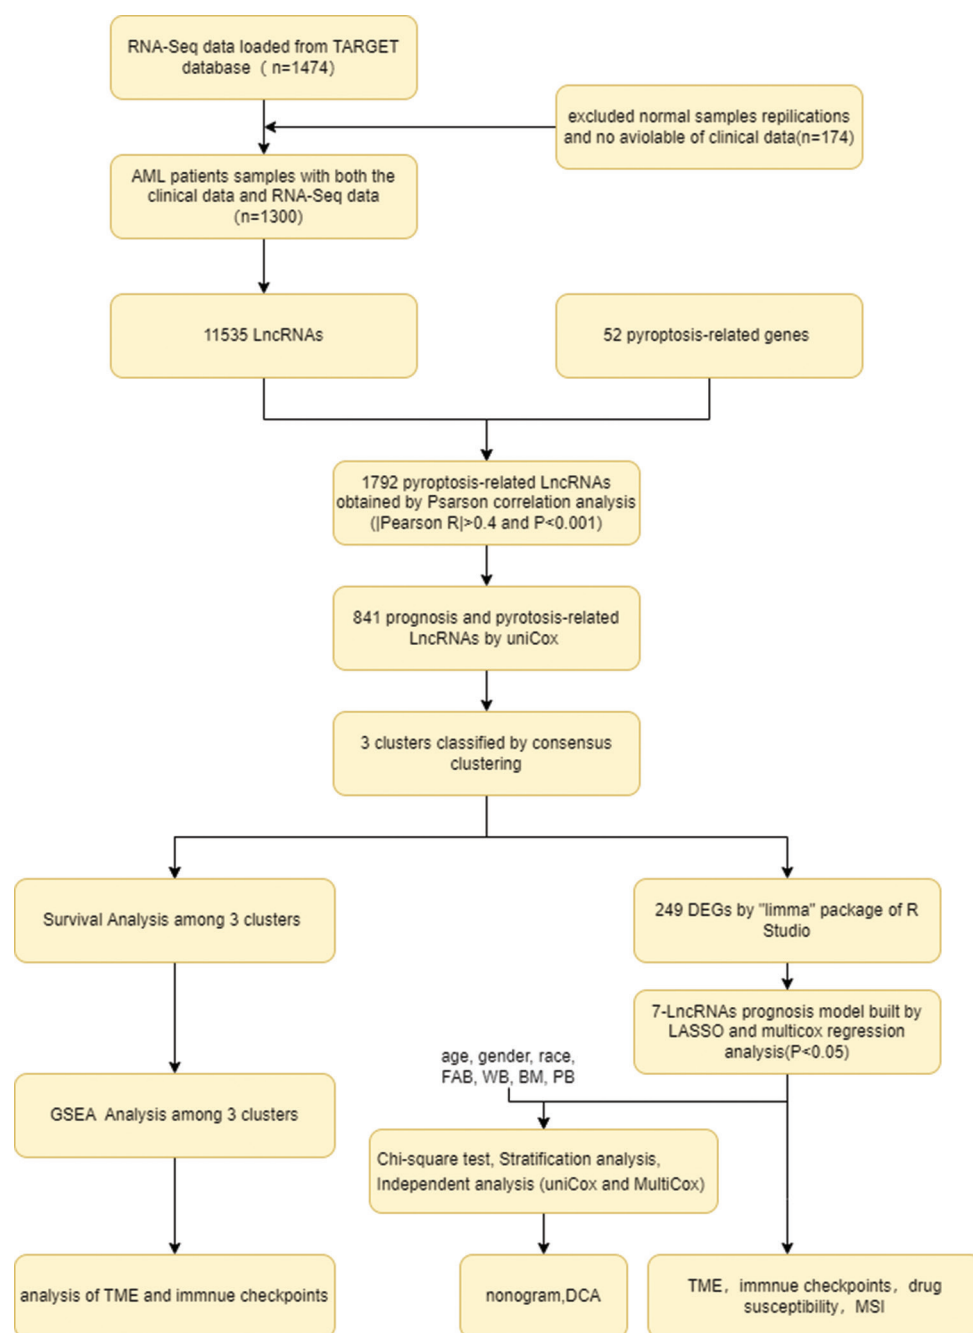 RNA-Seq data loaded from TARGET
database（ n=1474)
excluded normal samples repilications
and no aviolable of clinical data(n=174)
AML patients samples with both the
clinical data and RNA-Seq data
(n=1300)
11535 LncRNAs
52 pyroptosis-related genes
1792 pyroptosis-related LncRNAs
obtained by Psarson correlation analysis
(|Pearson R|>0.4 and P<0.001)
841 prognosis and pyrotosis-related
LncRNAs by uniCox
3 clusters classified by consensus
clustering
Survival Analysis among 3 clusters
249 DEGs by "limma" package of R
Studio
7-LncRNAs prognosis model built by
LASSO and multicox regression
analysis(P<0.05)
age, gender, race,
FAB, WB, BM, PB
GSEA Analysis among 3 clusters
Chi-square test, Stratification analysis,
Independent analysis (uniCox and MultiCox)
analysis of TME and immnue checkpoints
nonogram,DCA
TME，immnue checkpoints，drug
susceptibility，MSI